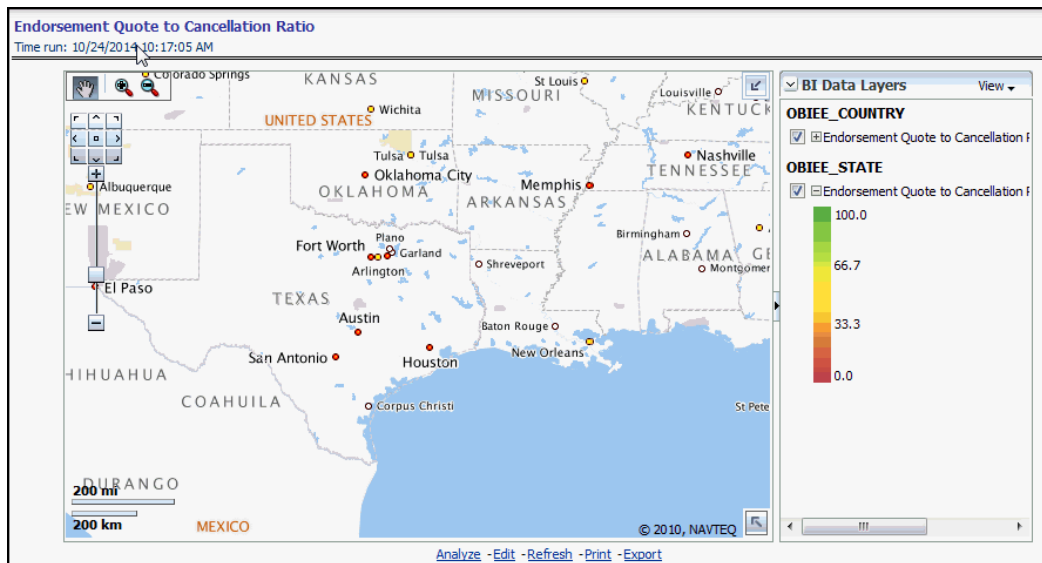 Endorsement Quote to Cancellation Ratio
Time run: 10/24/2014 10:17:05 AM
Colorado Springs
KANSAS
St Louis
MISSOURI
Louisville
KENTUCK
Wichita
UNITED STATES
Tulsa Tulsa
Nashville
Oklahoma City
TENNESSEE
Albuquerque
OKLAHOMA
Memphis
ARKANSAS
EW MEXICO
Plano
Birmingham
Fort Worth
Garland
ALABAMA
GE
Arlington
Shreveport
Montgomer
El Paso
TEXAS
Austin
Baton Rouge
San Antonio
Houston
New Orleans
HIHUAHUA
COAHUILA
Corpus Christi
St Pete
DURANGO
200 mi
200 km
MEXICO
© 2010, NAVTEQ
BI Data Layers
View
OBIEE_COUNTRY
Endorsement Quote to Cancellation R
OBIEE_STATE
Endorsement Quote to Cancellation R
100.0
66.7
33.3
0.0
Analyze - Edit - Refresh - Print - Export